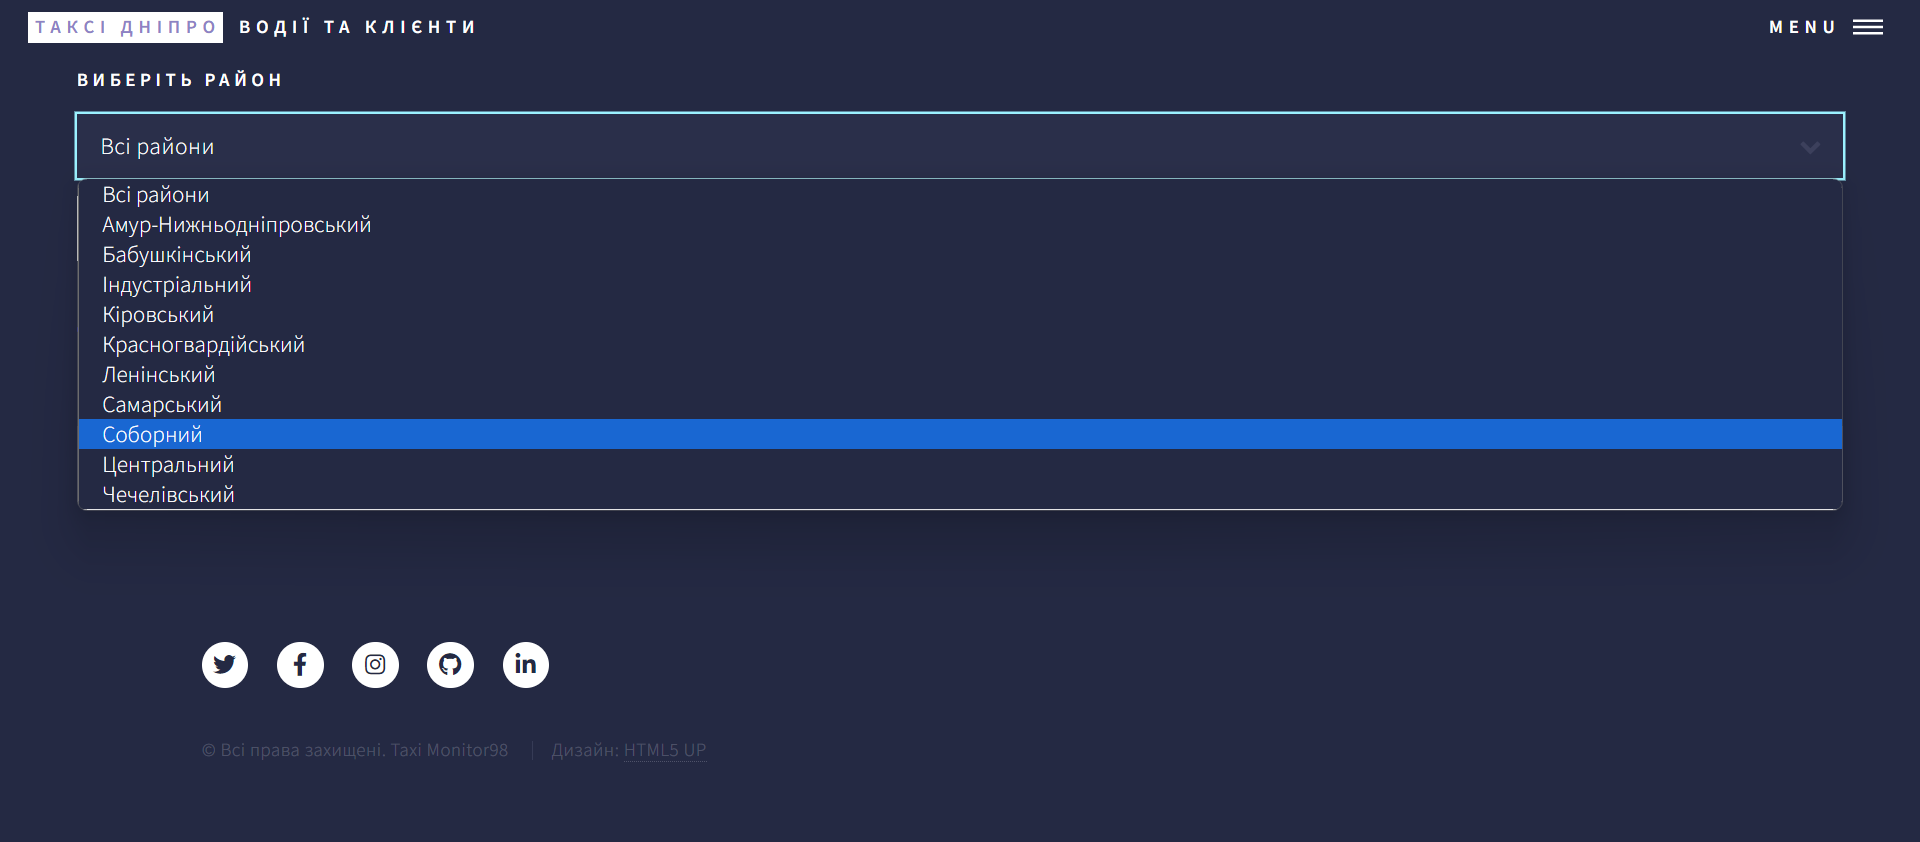 ТАКСІ ДНІПРО ВОДІЇ ТА КЛІЄНТИ
MENU
ВИБЕРІТЬ РАЙОН
Всі райони
Всі райони
Амур-Нижньодніпровський
Бабушкінський
Індустріальний
Кіровський
Красногвардійський
Ленінський
Самарський
Соборний
Центральний
Чечелівський
© Всі права захищені. Taxi Monitor98
Дизайн: HTML5 UP